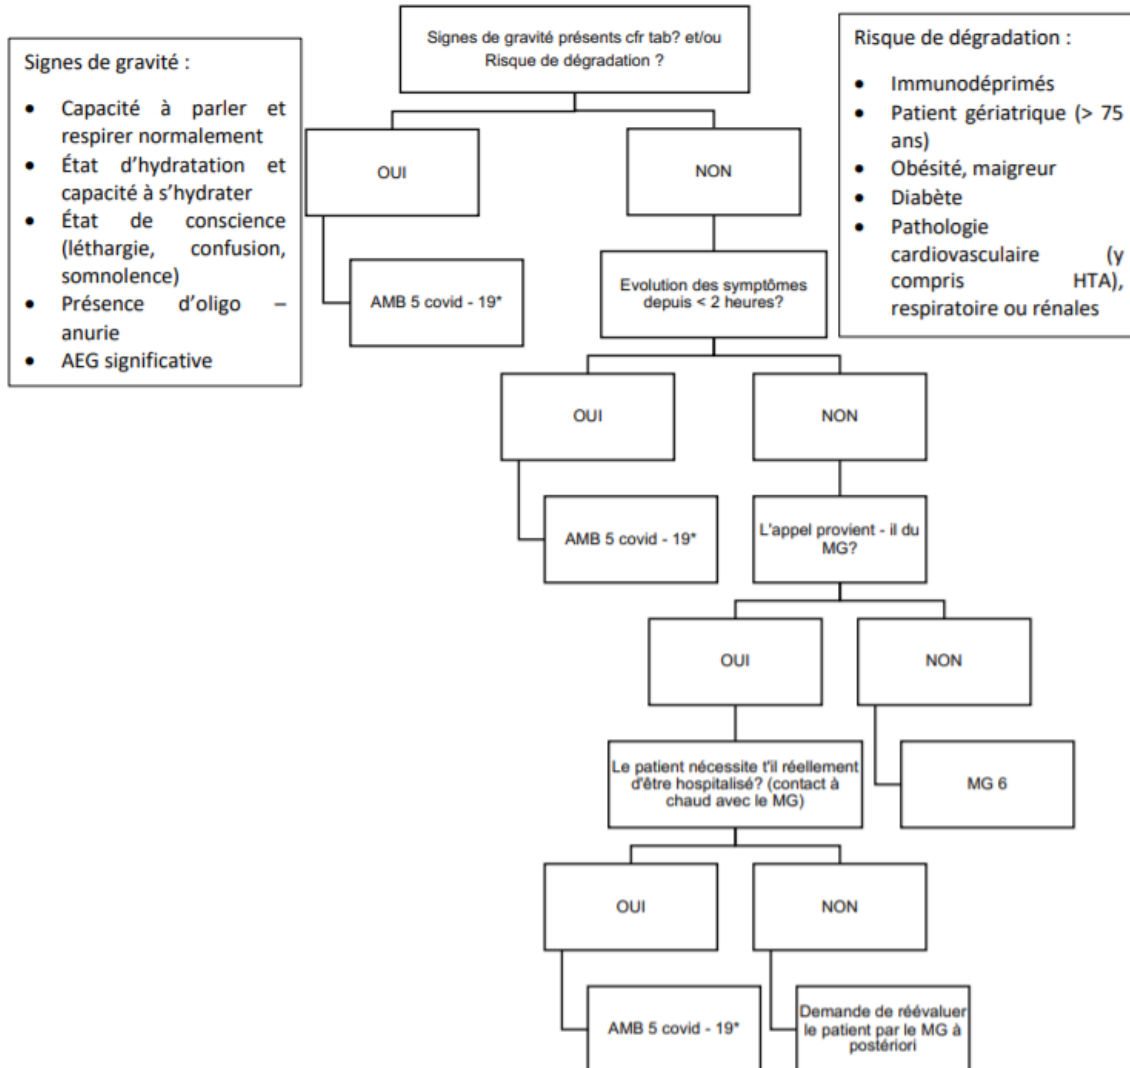 Signes de gravité présents cfr tab? et/ou
Risque de dégradation ?
Signes de gravité :
• Capacité à parler et
respirer normalement
• État d’hydratation et
capacité à s’hydrater
• État de conscience
(léthargie, confusion,
somnolence)
• Présence d’oligo –
anurie
• AEG significative
Risque de dégradation :
• Immunodéprimés
• Patient gériatrique (> 75
ans)
• Obésité, maigreur
• Diabète
• Pathologie
cardiovasculaire (y
compris HTA),
respiratoire ou rénales
OUI
NON
AMB 5 covid - 19*
Evolution des symptômes
depuis < 2 heures?
OUI
NON
AMB 5 covid - 19*
L'appel provient - il du
MG?
OUI
NON
Le patient nécessite t'il réellement
d'être hospitalisé? (contact à
chaud avec le MG)
MG 6
OUI
NON
AMB 5 covid - 19*
Demande de réévaluer
le patient par le MG à
postériori